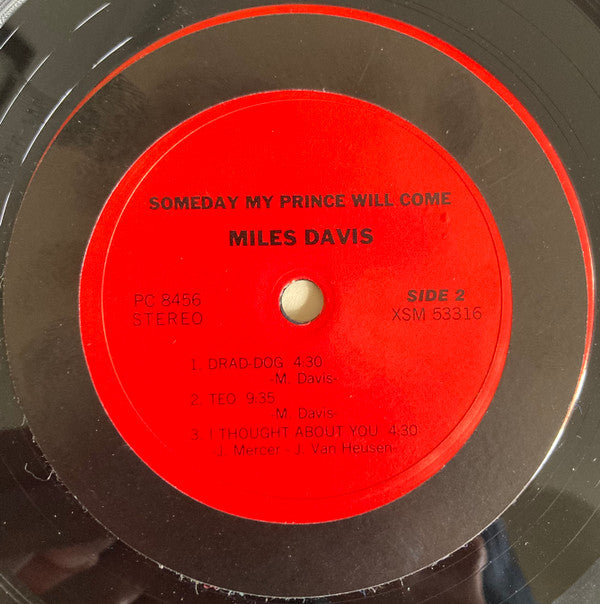 SOMEDAY MY PRINCE WILL COME
MILES DAVIS
PC 8456
STEREO
SIDE 2
XSM 53316
1. DRAD-DOG 4:30
-M. Davis-
2. TEO 9:35
-M. Davis-
3. I THOUGHT ABOUT YOU 4:30
-J. Mercer - J. Van Heusen-